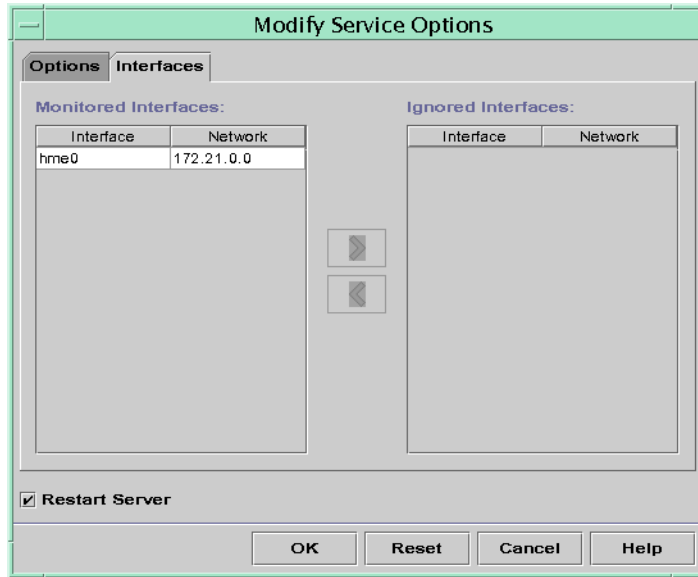 Modify Service Options
Options Interfaces
Monitored Interfaces: Ignored Interfaces:
Interface Network Interface Network
hme0 172.21.0.0
Restart Server
OK Reset Cancel Help